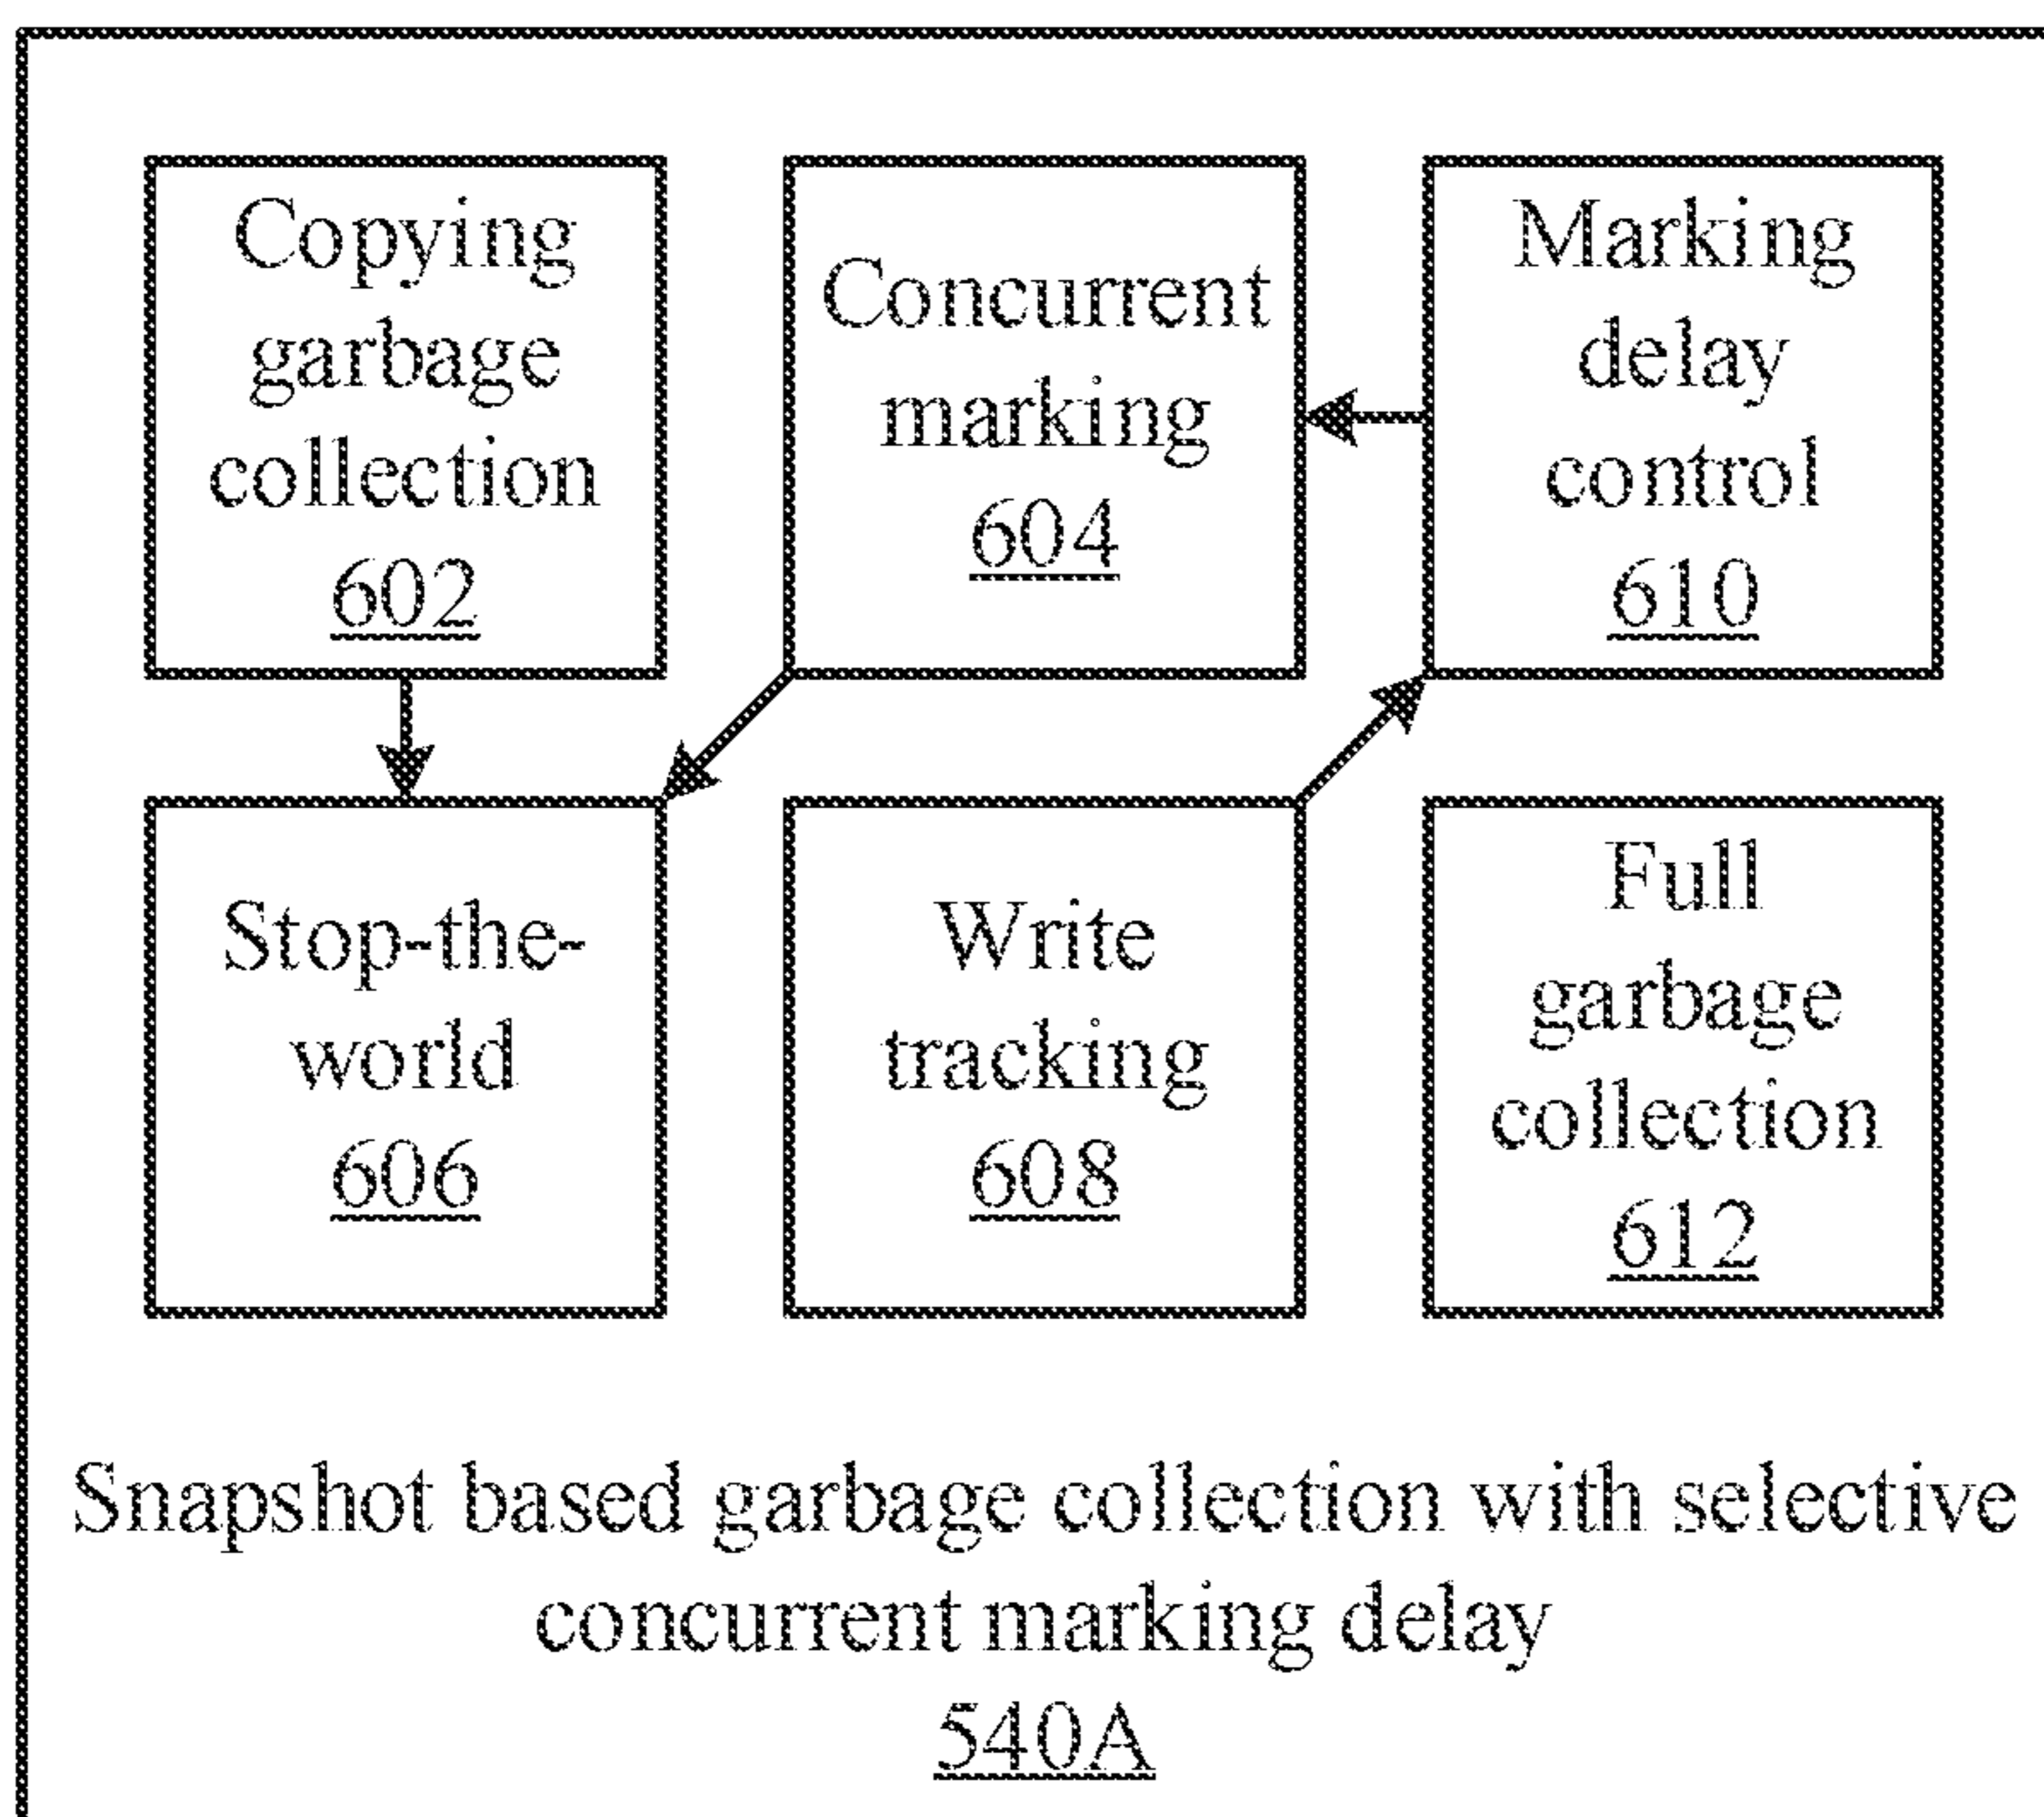 Copying
garbage
collection
602
Concurrent
marking
604
Marking
delay
control
610
Stop-the-
world
606
Write
tracking
608
Full
garbage
collection
612
Snapshot based garbage collection with selective
concurrent marking delay
540A